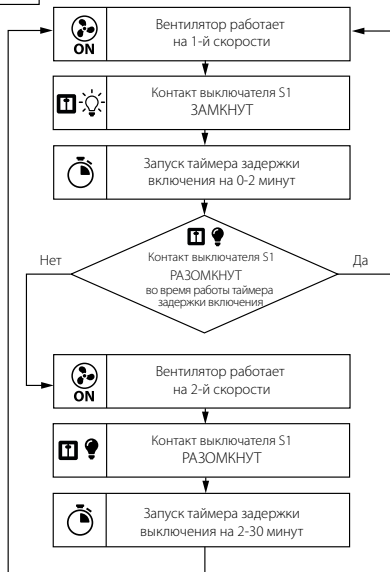 ON
Вентилятор работает
на 1-й скорости
Контакт выключателя S1
ЗАМКНУТ
Запуск таймера задержки
включения на 0-2 минут
Контакт выключателя S1
РАЗОМКНУТ
во время работы таймера
задержки включения
Нет
Да
ON
Вентилятор работает
на 2-й скорости
Контакт выключателя S1
РАЗОМКНУТ
Запуск таймера задержки
выключения на 2-30 минут